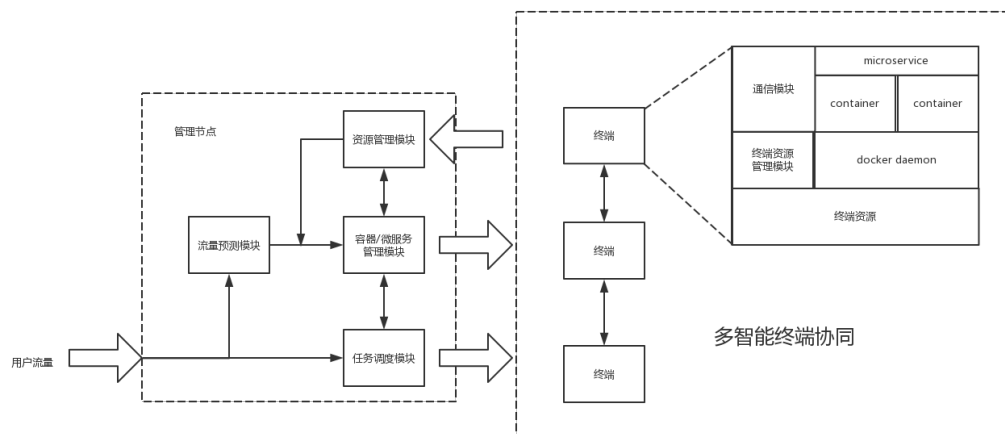 管理节点
资源管理模块
流量预测模块
容器/微服务
管理模块
任务调度模块
用户流量
终端
终端
终端
通信模块
microservice
container
container
终端资源
管理模块
docker daemon
终端资源
多智能终端协同